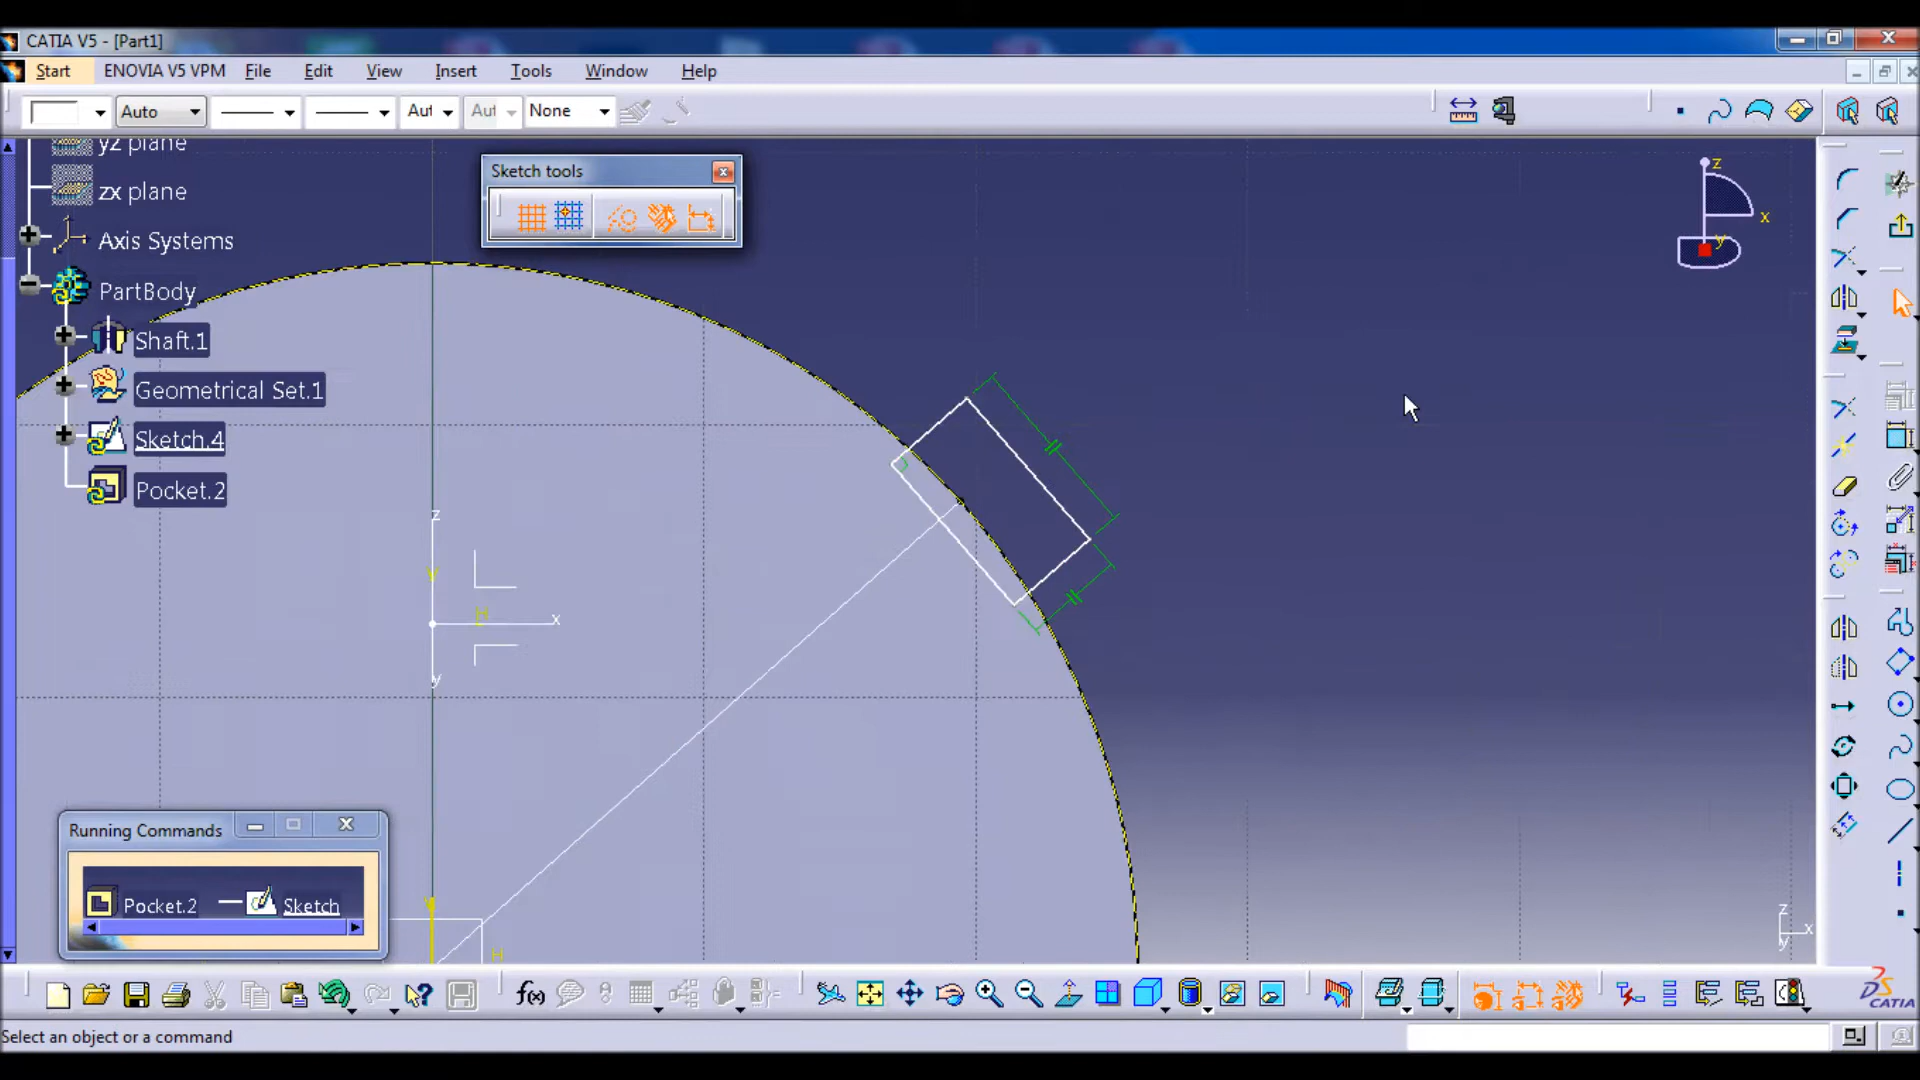 CATIA V5 - [Part1]
Start ENOVIA V5 VPM File Edit View Insert Tools Window Help
Auto Aut Aut None
yz plane
Sketch tools
zx plane
Axis Systems
PartBody
Shaft.1
Geometrical Set.1
Sketch.4
Pocket.2
z
x
y
z
V
H
x
y
Running Commands
Pocket.2 Sketch
V
H
z
x
y
f(x)
DS CATIA
Select an object or a command